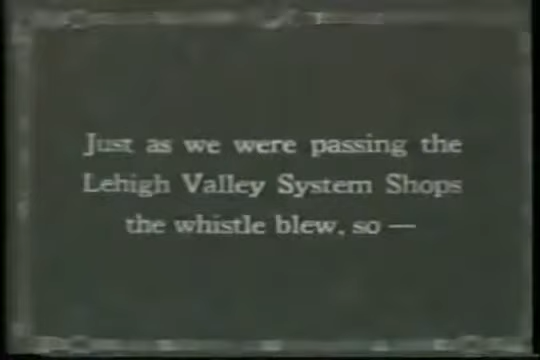 Just as we were passing the
Lehigh Valley System Shops
the whistle blew, so —